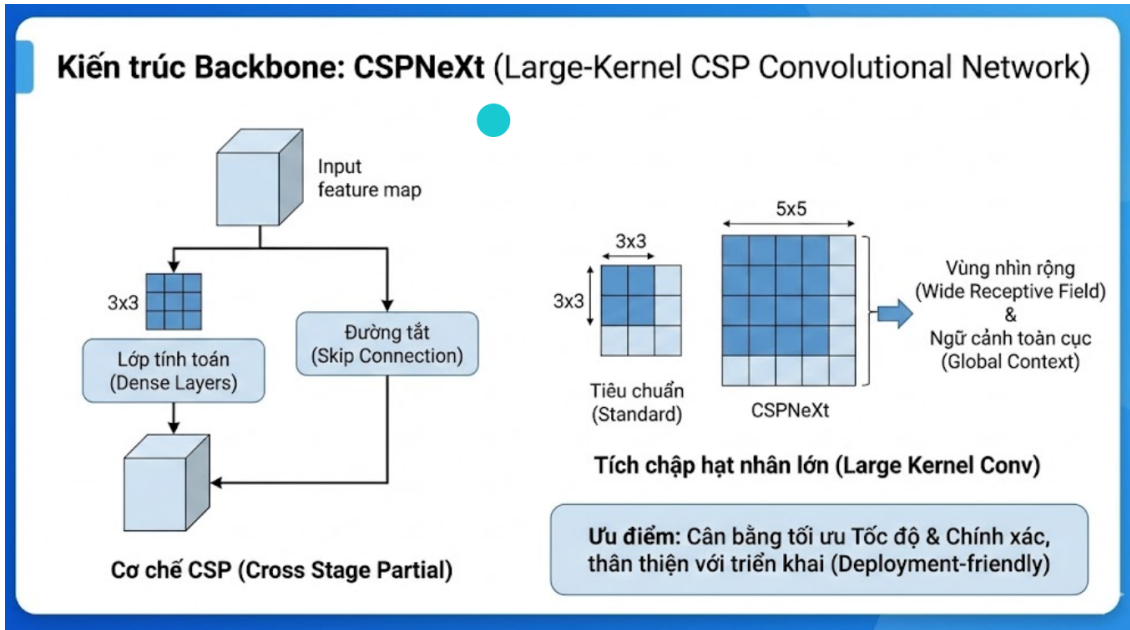 Kiến trúc Backbone: CSPNeXt (Large-Kernel CSP Convolutional Network)
Input
feature map
3x3
Lớp tính toán
(Dense Layers)
Đường tắt
(Skip Connection)
Cơ chế CSP (Cross Stage Partial)
3x3
3x3
Tiêu chuẩn
(Standard)
5x5
CSPNeXt
Vùng nhìn rộng
(Wide Receptive Field)
&
Ngữ cảnh toàn cục
(Global Context)
Tích chập hạt nhân lớn (Large Kernel Conv)
Ưu điểm: Cân bằng tối ưu Tốc độ & Chính xác,
thân thiện với triển khai (Deployment-friendly)